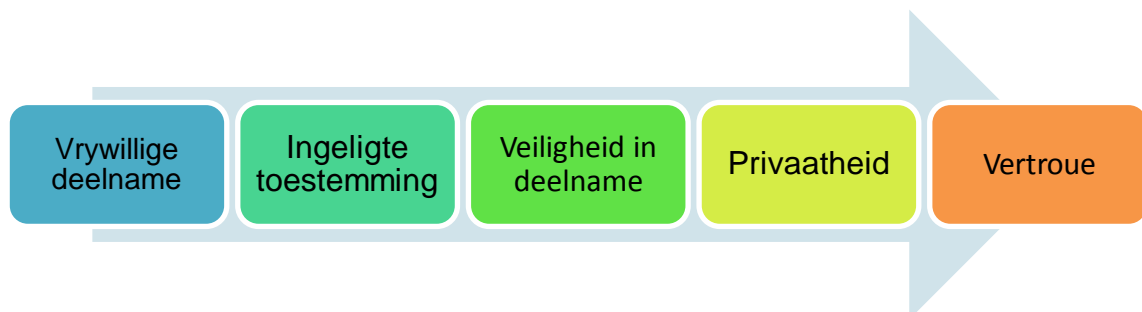 Vrywillige
deelname
Ingeligte
toestemming
Veiligheid in
deelname
Privaatheid
Vertroue